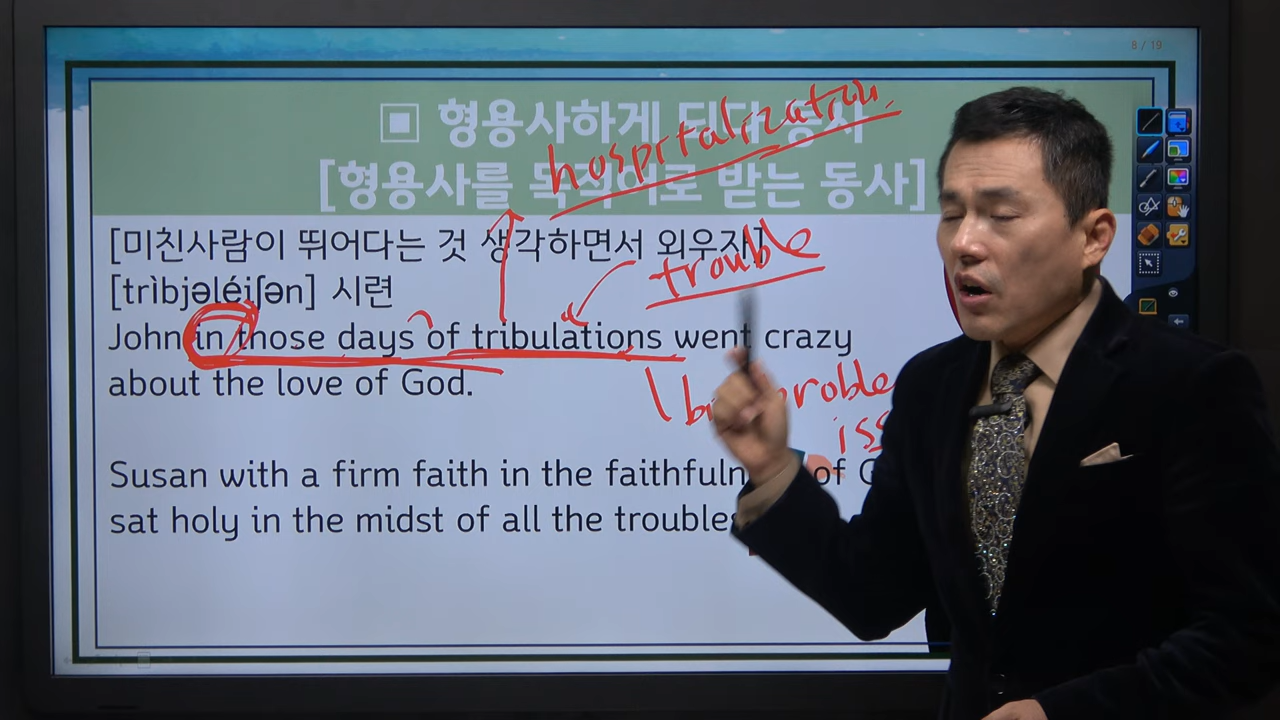 8 / 19
▣ 형용사하게 되다 동사
[형용사를 목적어로 받는 동사]
hospitalization
[미친사람이 뛰어다는 것 생각하면서 외우자]
trouble
[trìbjəléiʃən] 시련
John in those days of tribulations went crazy
about the love of God.
Susan with a firm faith in the of
sat holy in the midst of all the troubles